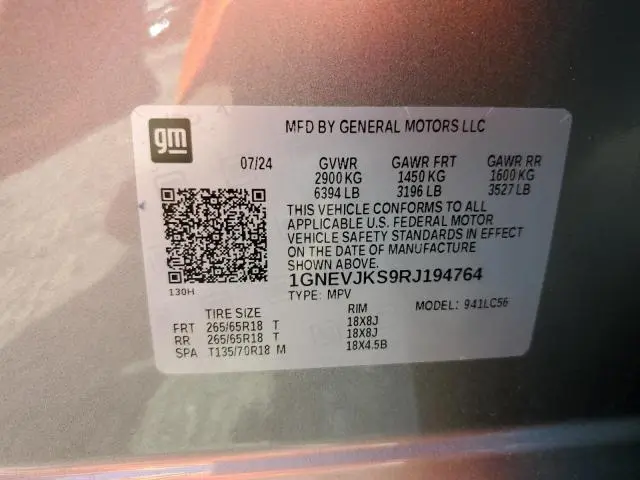 gm
MFD BY GENERAL MOTORS LLC
07/24 GVWR GAWR FRT GAWR RR
2900 KG 1450 KG 1600 KG
6394 LB 3196 LB 3527 LB
THIS VEHICLE CONFORMS TO ALL
APPLICABLE U.S. FEDERAL MOTOR
VEHICLE SAFETY STANDARDS IN EFFECT
ON THE DATE OF MANUFACTURE
SHOWN ABOVE.
130H
1GNEVJKS9RJ194764
TYPE: MPV MODEL: 941LC56
TIRE SIZE RIM
FRT 265/65R18 T 18X8J
RR 265/65R18 T 18X8J
SPA T135/70R18 M 18X4.5B